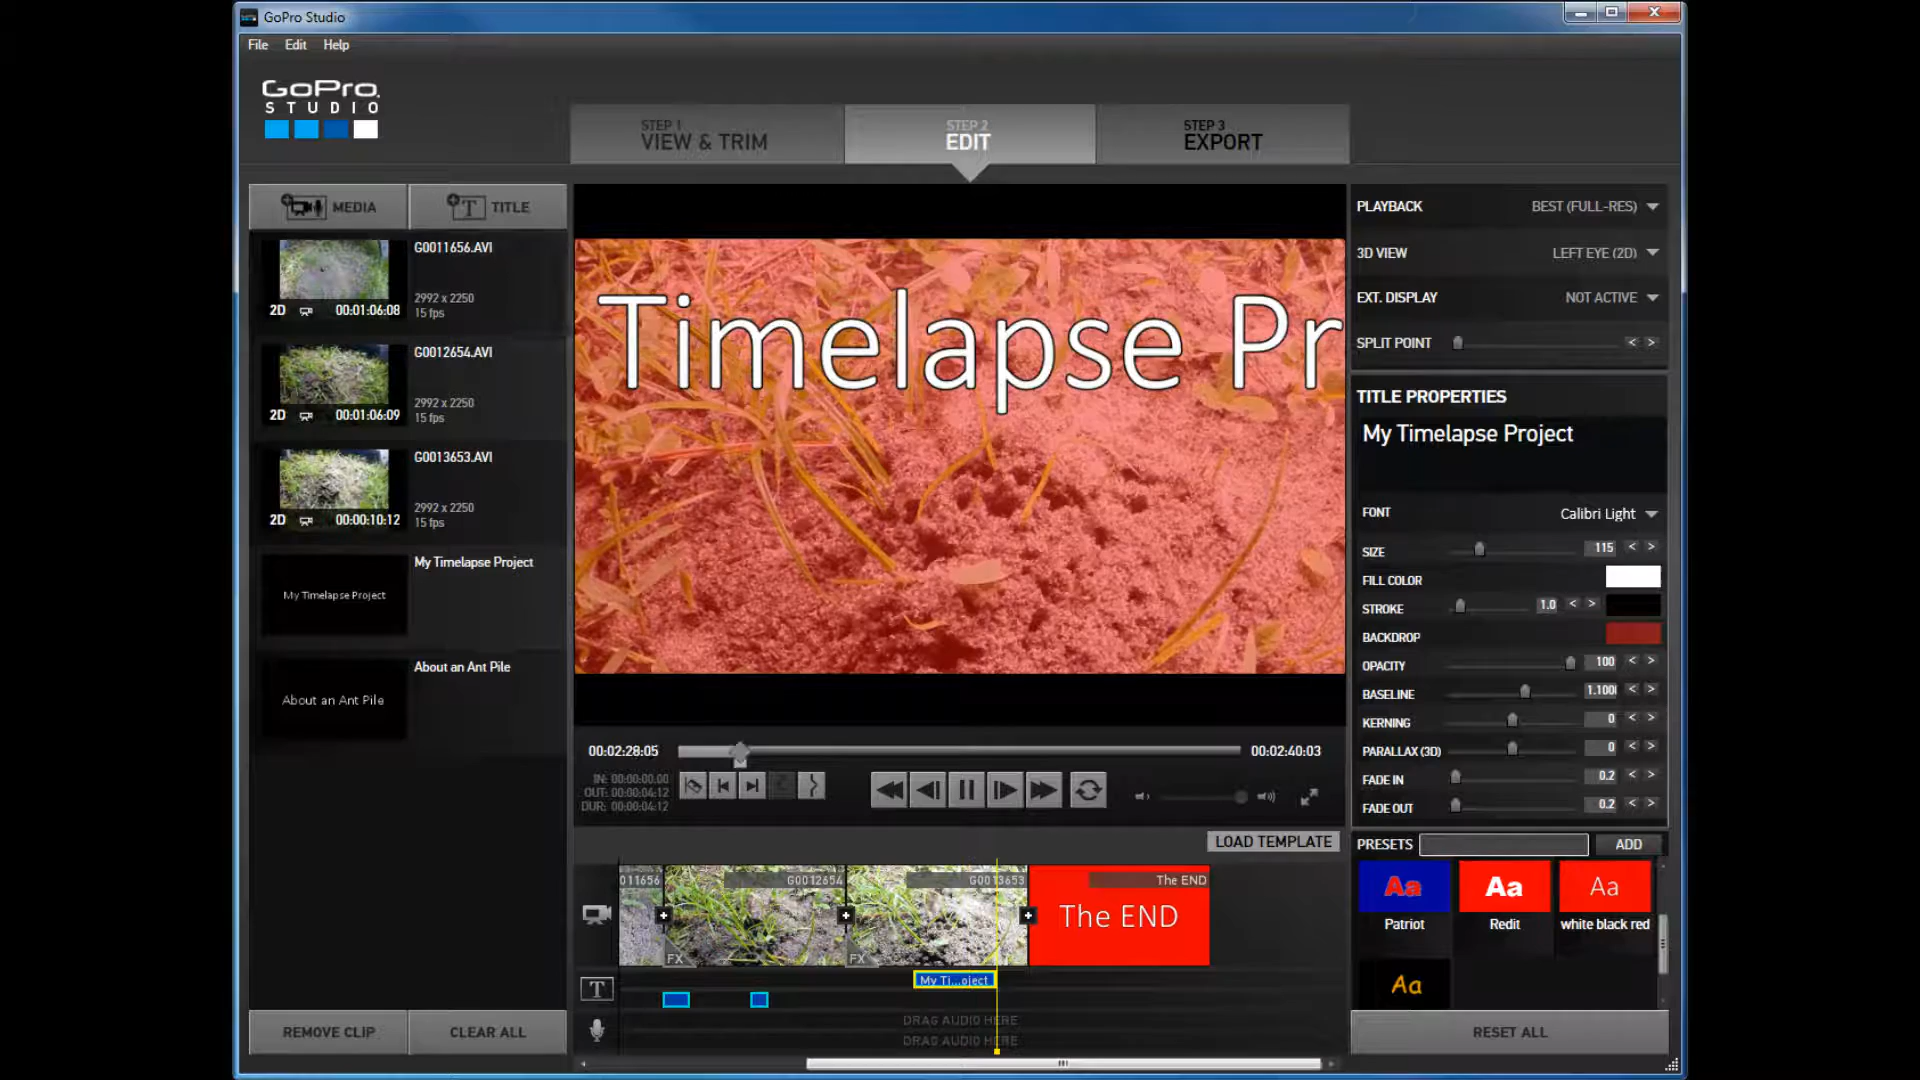 GoPro Studio
File Edit Help
GoPro
STUDIO
STEP 1
VIEW & TRIM
STEP 2
EDIT
STEP 3
EXPORT
MEDIA
TITLE
G0011656.AVI
2992 x 2250
15 fps
2D 00:01:06:08
G0012654.AVI
2992 x 2250
15 fps
2D 00:01:06:09
G0013653.AVI
2992 x 2250
15 fps
2D 00:00:10:12
My Timelapse Project
My Timelapse Project
About an Ant Pile
About an Ant Pile
REMOVE CLIP
CLEAR ALL
Timelapse Pr
00:02:28:05
00:02:40:03
IN: 00:00:00.00
OUT: 00:00:04:12
DUR: 00:00:04:12
LOAD TEMPLATE
011656
G0012654
G0013653
The END
The END
FX
FX
T
My Ti...oject
DRAG AUDIO HERE
DRAG AUDIO HERE
PLAYBACK BEST (FULL-RES)
3D VIEW LEFT EYE (2D)
EXT. DISPLAY NOT ACTIVE
SPLIT POINT < >
TITLE PROPERTIES
My Timelapse Project
FONT Calibri Light
SIZE 115 < >
FILL COLOR
STROKE 1.0 < >
BACKDROP
OPACITY 100 < >
BASELINE 1.100 < >
KERNING 0 < >
PARALLAX (3D) 0 < >
FADE IN 0.2 < >
FADE OUT 0.2 < >
PRESETS ADD
Aa Aa Aa
Patriot Redit white black red
Aa
RESET ALL